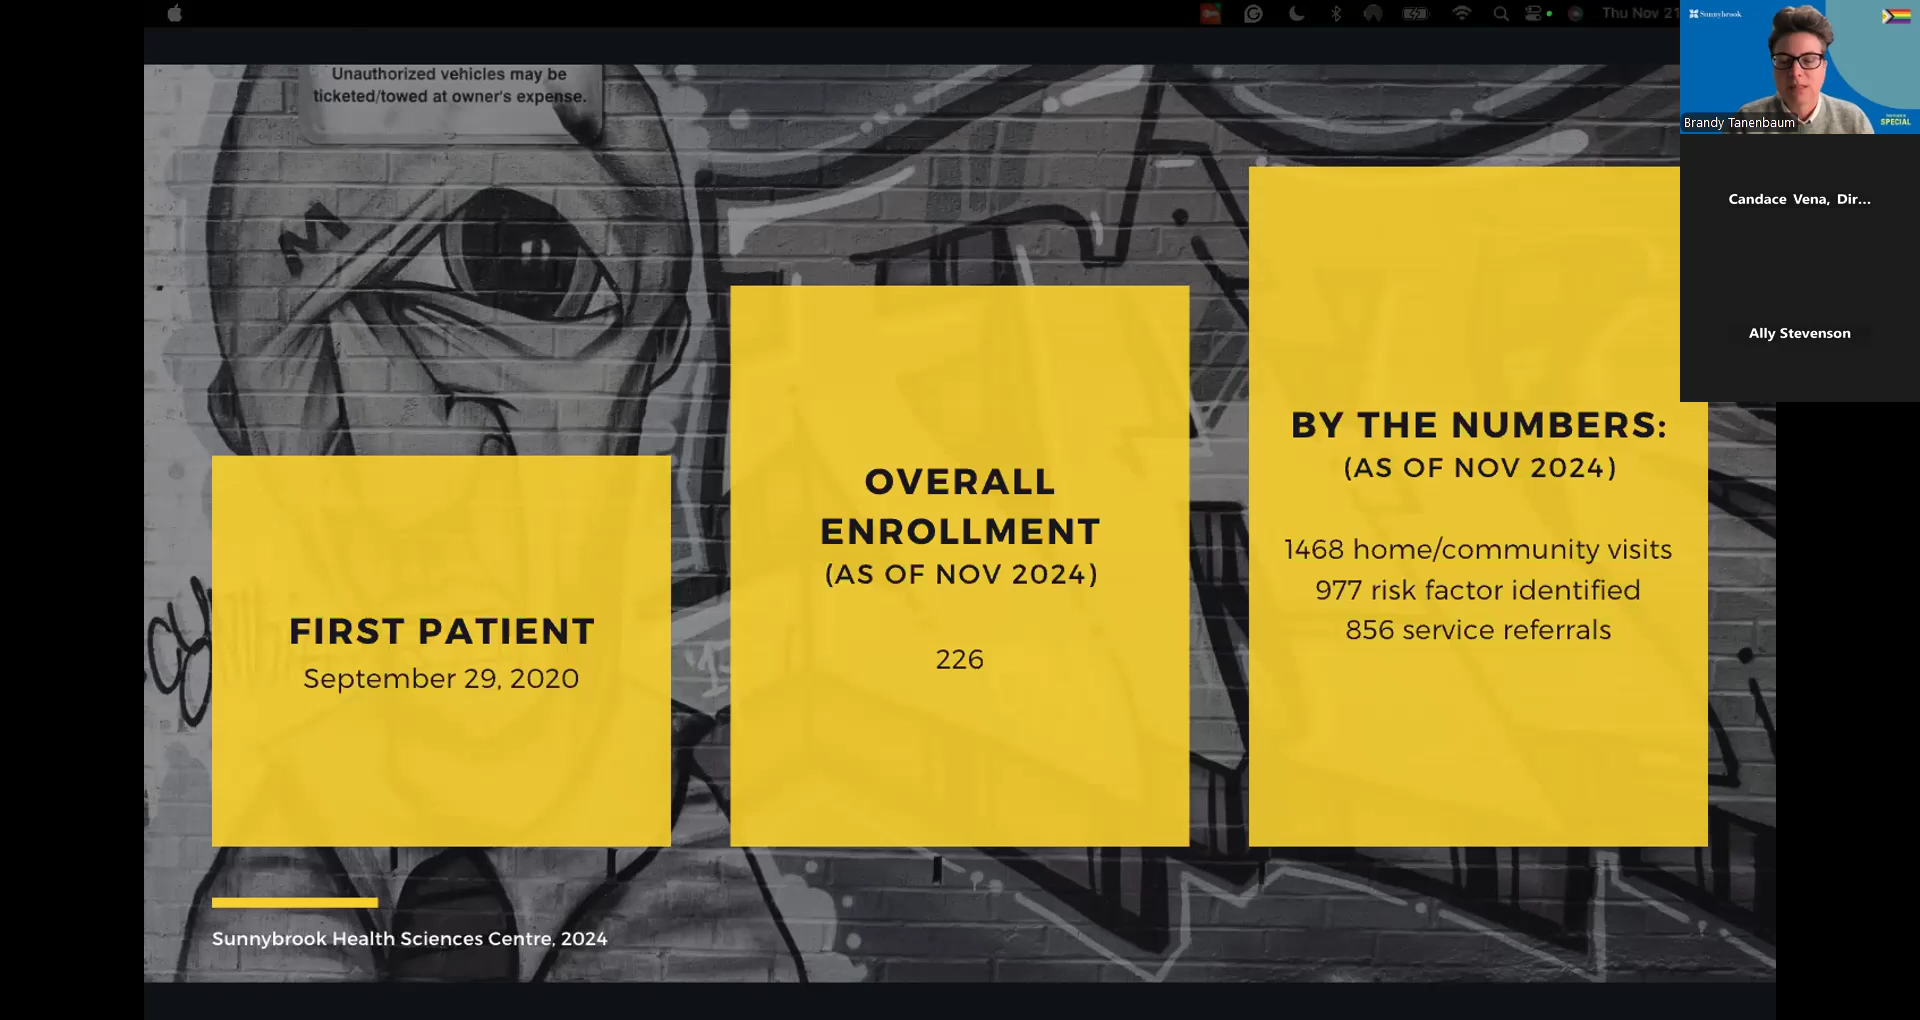 Thu Nov 21
Unauthorized vehicles may be
ticketed/towed at owner's expense.
M
FIRST PATIENT
September 29, 2020
OVERALL
ENROLLMENT
(AS OF NOV 2024)
226
BY THE NUMBERS:
(AS OF NOV 2024)
1468 home/community visits
977 risk factor identified
856 service referrals
Sunnybrook Health Sciences Centre, 2024
Sunnybrook
SPECIAL
Brandy Tanenbaum
Candace Vena, Dir...
Ally Stevenson